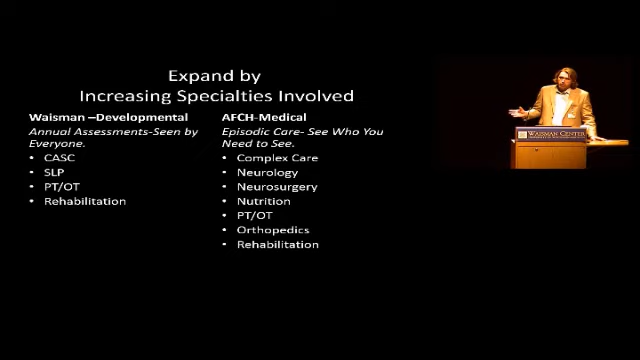 Expand by
Increasing Specialties Involved
Waisman –Developmental
Annual Assessments-Seen by
Everyone.
• CASC
• SLP
• PT/OT
• Rehabilitation
AFCH-Medical
Episodic Care- See Who You
Need to See.
• Complex Care
• Neurology
• Neurosurgery
• Nutrition
• PT/OT
• Orthopedics
• Rehabilitation
WAISMAN CENTER